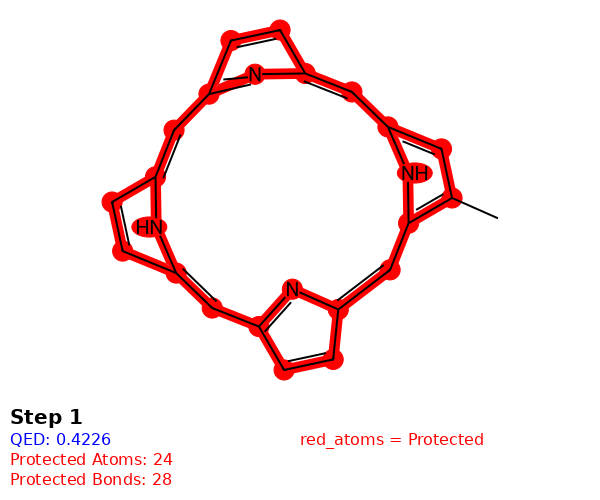 N
NH
HN
N
Step 1
QED: 0.4226
red_atoms = Protected
Protected Atoms: 24
Protected Bonds: 28